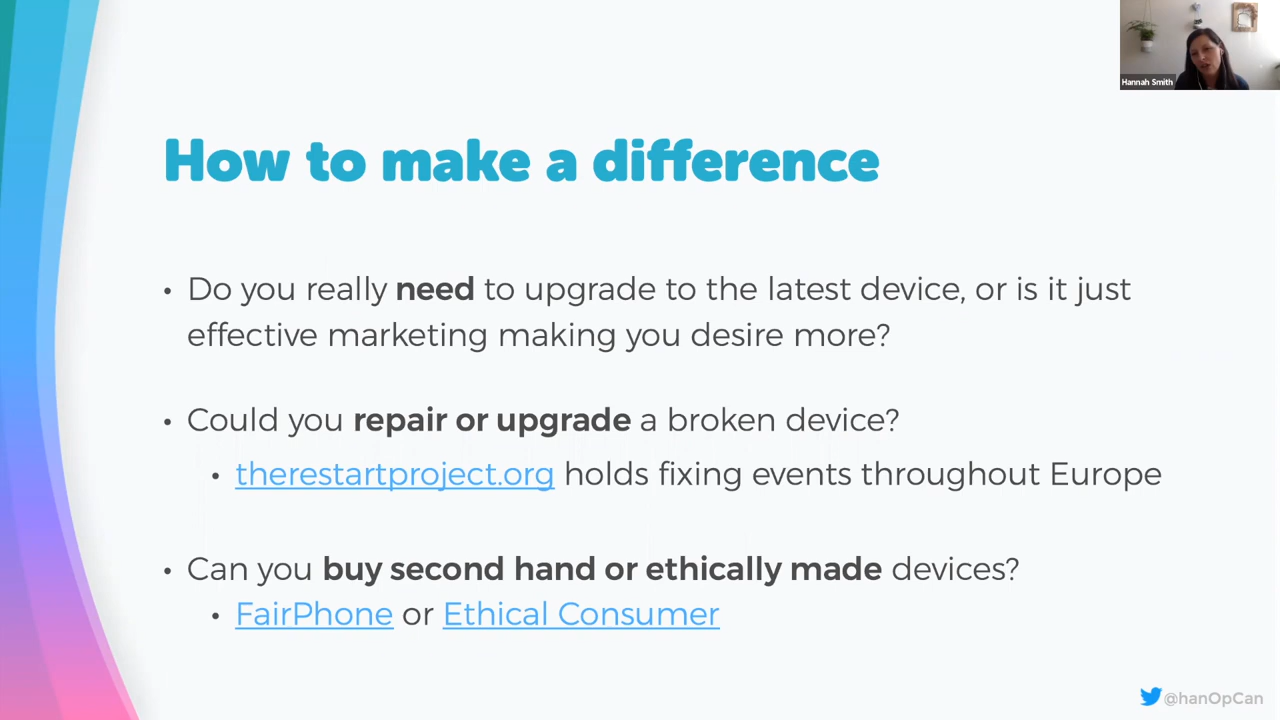 Hannah Smith
How to make a difference
• Do you really need to upgrade to the latest device, or is it just
effective marketing making you desire more?
• Could you repair or upgrade a broken device?
• therestartproject.org holds fixing events throughout Europe
• Can you buy second hand or ethically made devices?
• FairPhone or Ethical Consumer
@hanOpCan